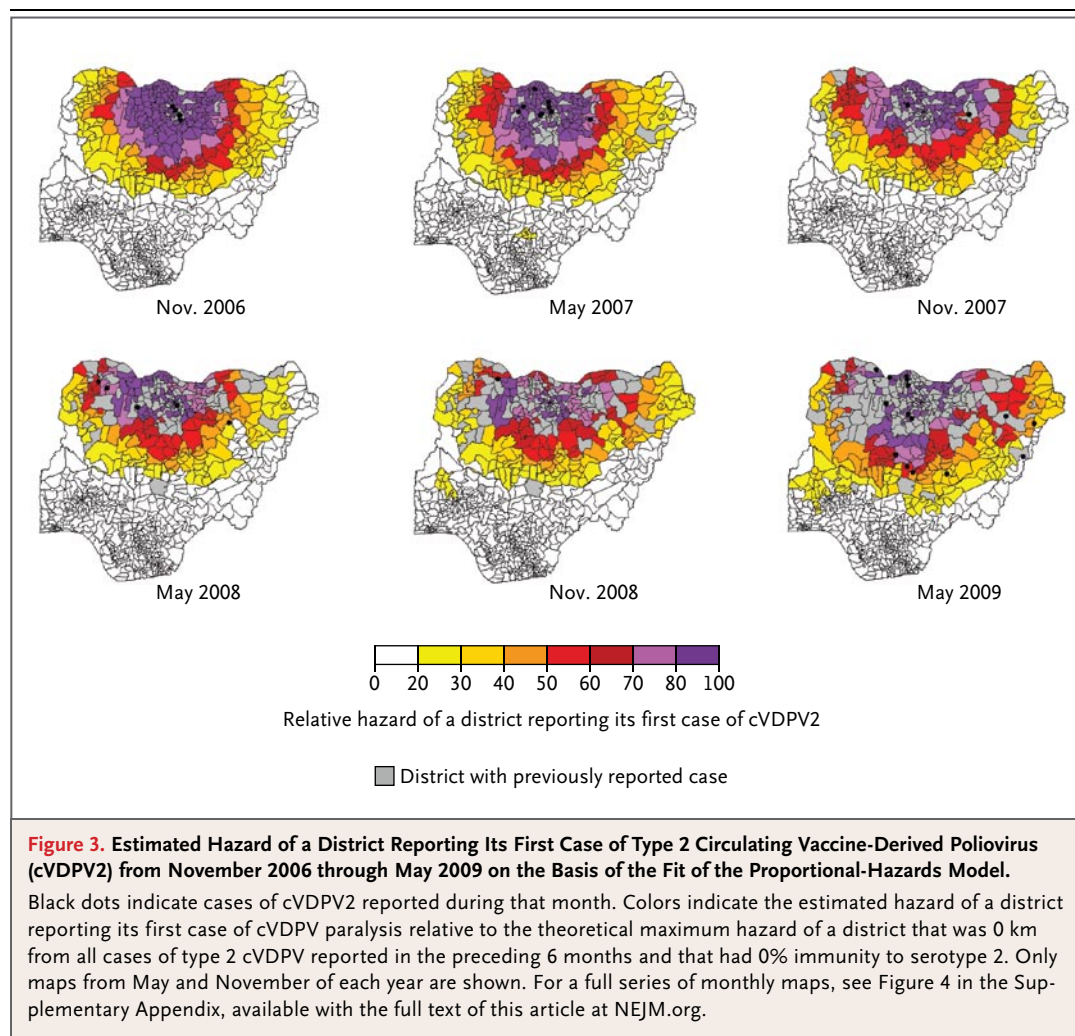 Nov. 2006
May 2007
Nov. 2007
May 2008
Nov. 2008
May 2009
0 20 30 40 50 60 70 80 100
Relative hazard of a district reporting its first case of cVDPV2
District with previously reported case
Figure 3. Estimated Hazard of a District Reporting Its First Case of Type 2 Circulating Vaccine-Derived Poliovirus
(cVDPV2) from November 2006 through May 2009 on the Basis of the Fit of the Proportional-Hazards Model.
Black dots indicate cases of cVDPV2 reported during that month. Colors indicate the estimated hazard of a district
reporting its first case of cVDPV paralysis relative to the theoretical maximum hazard of a district that was 0 km
from all cases of type 2 cVDPV reported in the preceding 6 months and that had 0% immunity to serotype 2. Only
maps from May and November of each year are shown. For a full series of monthly maps, see Figure 4 in the Sup-
plementary Appendix, available with the full text of this article at NEJM.org.